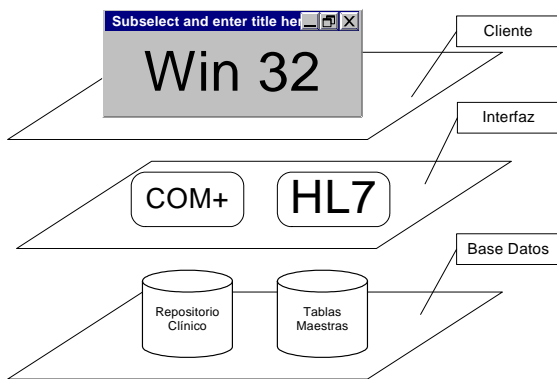 Subselect and enter title her
Win 32
Cliente
Interfaz
COM+
HL7
Base Datos
Repositorio
Clínico
Tablas
Maestras